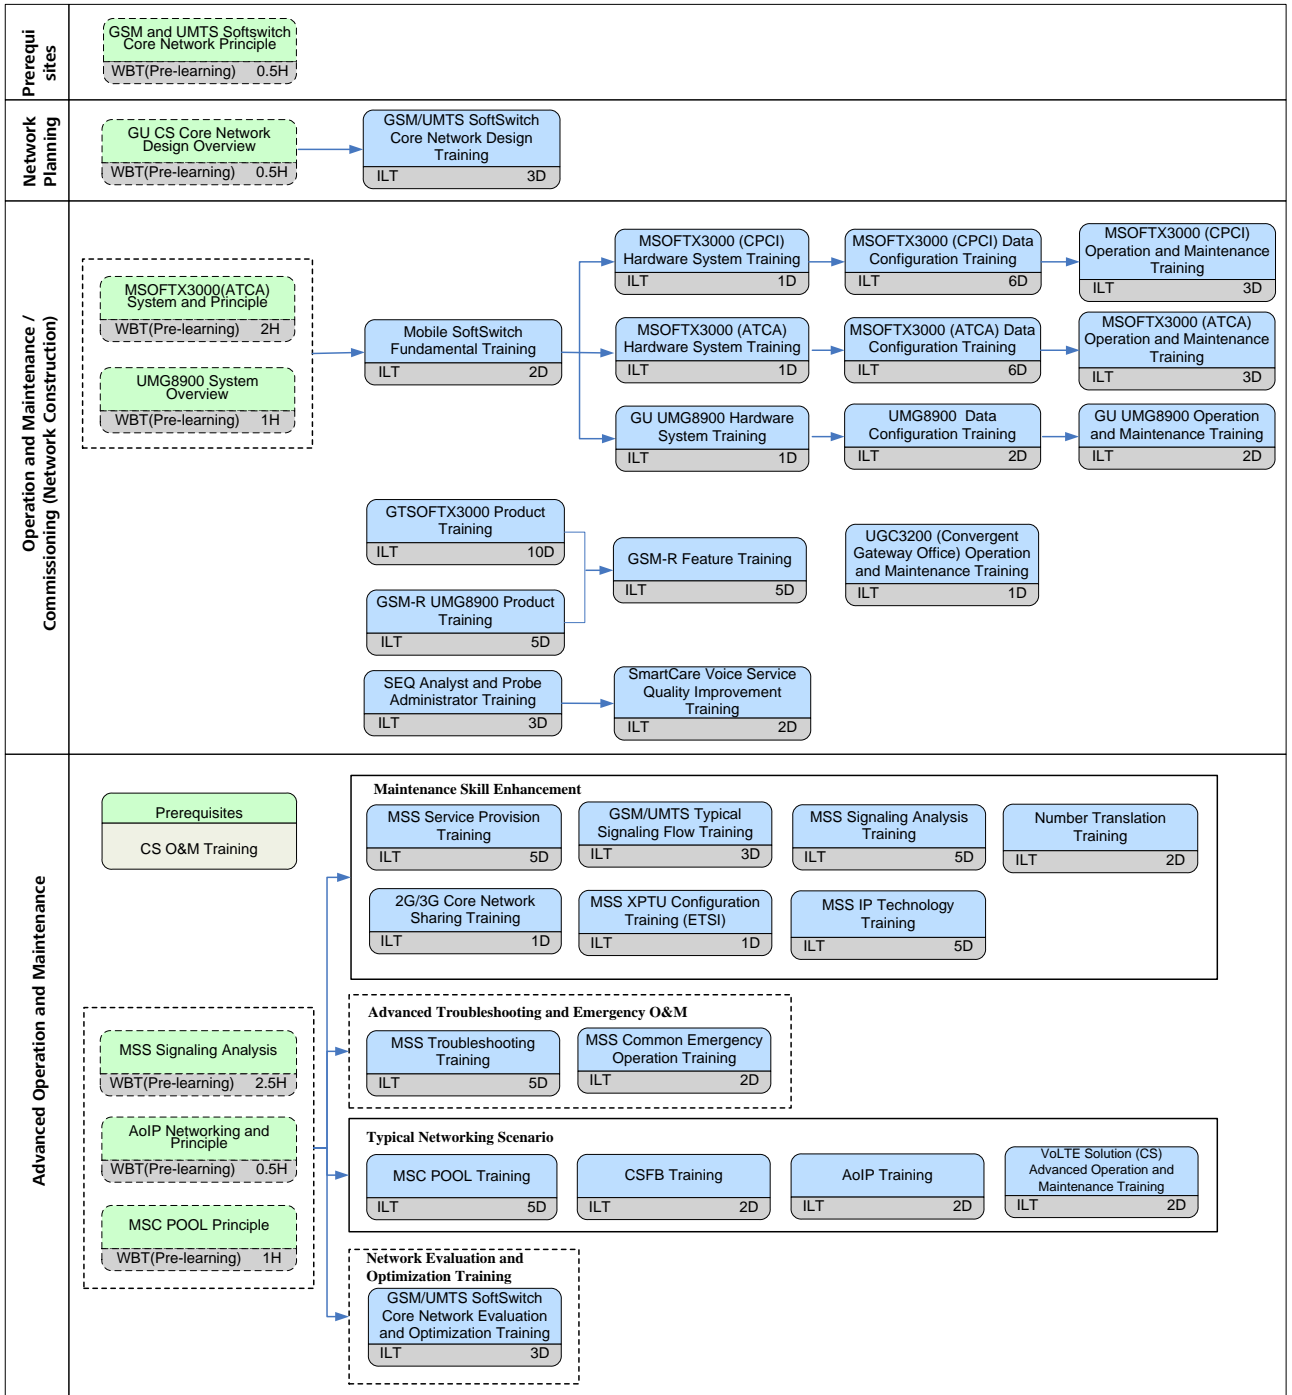 Prerequi
sites
GSM and UMTS Softswitch
Core Network Principle
WBT(Pre-learning) 0.5H
Network
Planning
GU CS Core Network
Design Overview
WBT(Pre-learning) 0.5H
GSM/UMTS SoftSwitch
Core Network Design
Training
ILT 3D
Operation and Maintenance /
Commissioning (Network Construction)
MSOFTX3000(ATCA)
System and Principle
WBT(Pre-learning) 2H
UMG8900 System
Overview
WBT(Pre-learning) 1H
Mobile SoftSwitch
Fundamental Training
ILT 2D
MSOFTX3000 (CPCI)
Hardware System Training
ILT 1D
MSOFTX3000 (CPCI) Data
Configuration Training
ILT 6D
MSOFTX3000 (CPCI)
Operation and Maintenance
Training
ILT 3D
MSOFTX3000 (ATCA)
Hardware System Training
ILT 1D
MSOFTX3000 (ATCA) Data
Configuration Training
ILT 6D
MSOFTX3000 (ATCA)
Operation and Maintenance
Training
ILT 3D
GU UMG8900 Hardware
System Training
ILT 1D
UMG8900 Data
Configuration Training
ILT 2D
GU UMG8900 Operation
and Maintenance Training
ILT 2D
GTSOFTX3000 Product
Training
ILT 10D
GSM-R UMG8900 Product
Training
ILT 5D
GSM-R Feature Training
ILT 5D
UGC3200 (Convergent
Gateway Office) Operation
and Maintenance Training
ILT 1D
SEQ Analyst and Probe
Administrator Training
ILT 3D
SmartCare Voice Service
Quality Improvement
Training
ILT 2D
Advanced Operation and Maintenance
Prerequisites
CS O&M Training
MSS Signaling Analysis
WBT(Pre-learning) 2.5H
AoIP Networking and
Principle
WBT(Pre-learning) 0.5H
MSC POOL Principle
WBT(Pre-learning) 1H
Maintenance Skill Enhancement
MSS Service Provision
Training
ILT 5D
GSM/UMTS Typical
Signaling Flow Training
ILT 3D
MSS Signaling Analysis
Training
ILT 5D
Number Translation
Training
ILT 2D
2G/3G Core Network
Sharing Training
ILT 1D
MSS XPTU Configuration
Training (ETSI)
ILT 1D
MSS IP Technology
Training
ILT 5D
Advanced Troubleshooting and Emergency O&M
MSS Troubleshooting
Training
ILT 5D
MSS Common Emergency
Operation Training
ILT 2D
Typical Networking Scenario
MSC POOL Training
ILT 5D
CSFB Training
ILT 2D
AoIP Training
ILT 2D
VoLTE Solution (CS)
Advanced Operation and
Maintenance Training
ILT 2D
Network Evaluation and
Optimization Training
GSM/UMTS SoftSwitch
Core Network Evaluation
and Optimization Training
ILT 3D